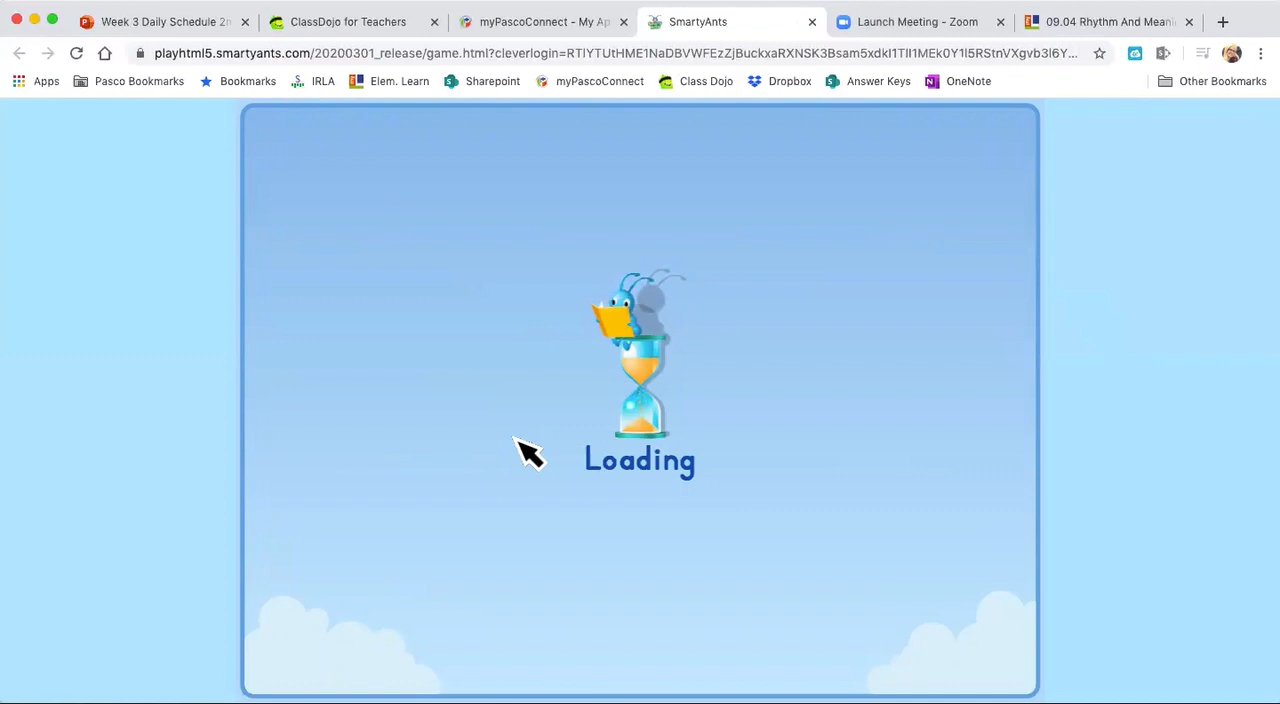 Week 3 Daily Schedule 2n
ClassDojo for Teachers
myPascoConnect - My Ap
SmartyAnts
Launch Meeting - Zoom
09.04 Rhythm And Meani
playhtml5.smartyants.com/20200301_release/game.html?cleverlogin=RTlYTUtHME1NaDBVWFEzZjBuckxaRXNSK3Bsam5xdkI1TlI1MEk0Y1l5RStnVXgvb3l6Y...
Apps
Pasco Bookmarks
Bookmarks
IRLA
Elem. Learn
Sharepoint
myPascoConnect
Class Dojo
Dropbox
Answer Keys
OneNote
Other Bookmarks
Loading